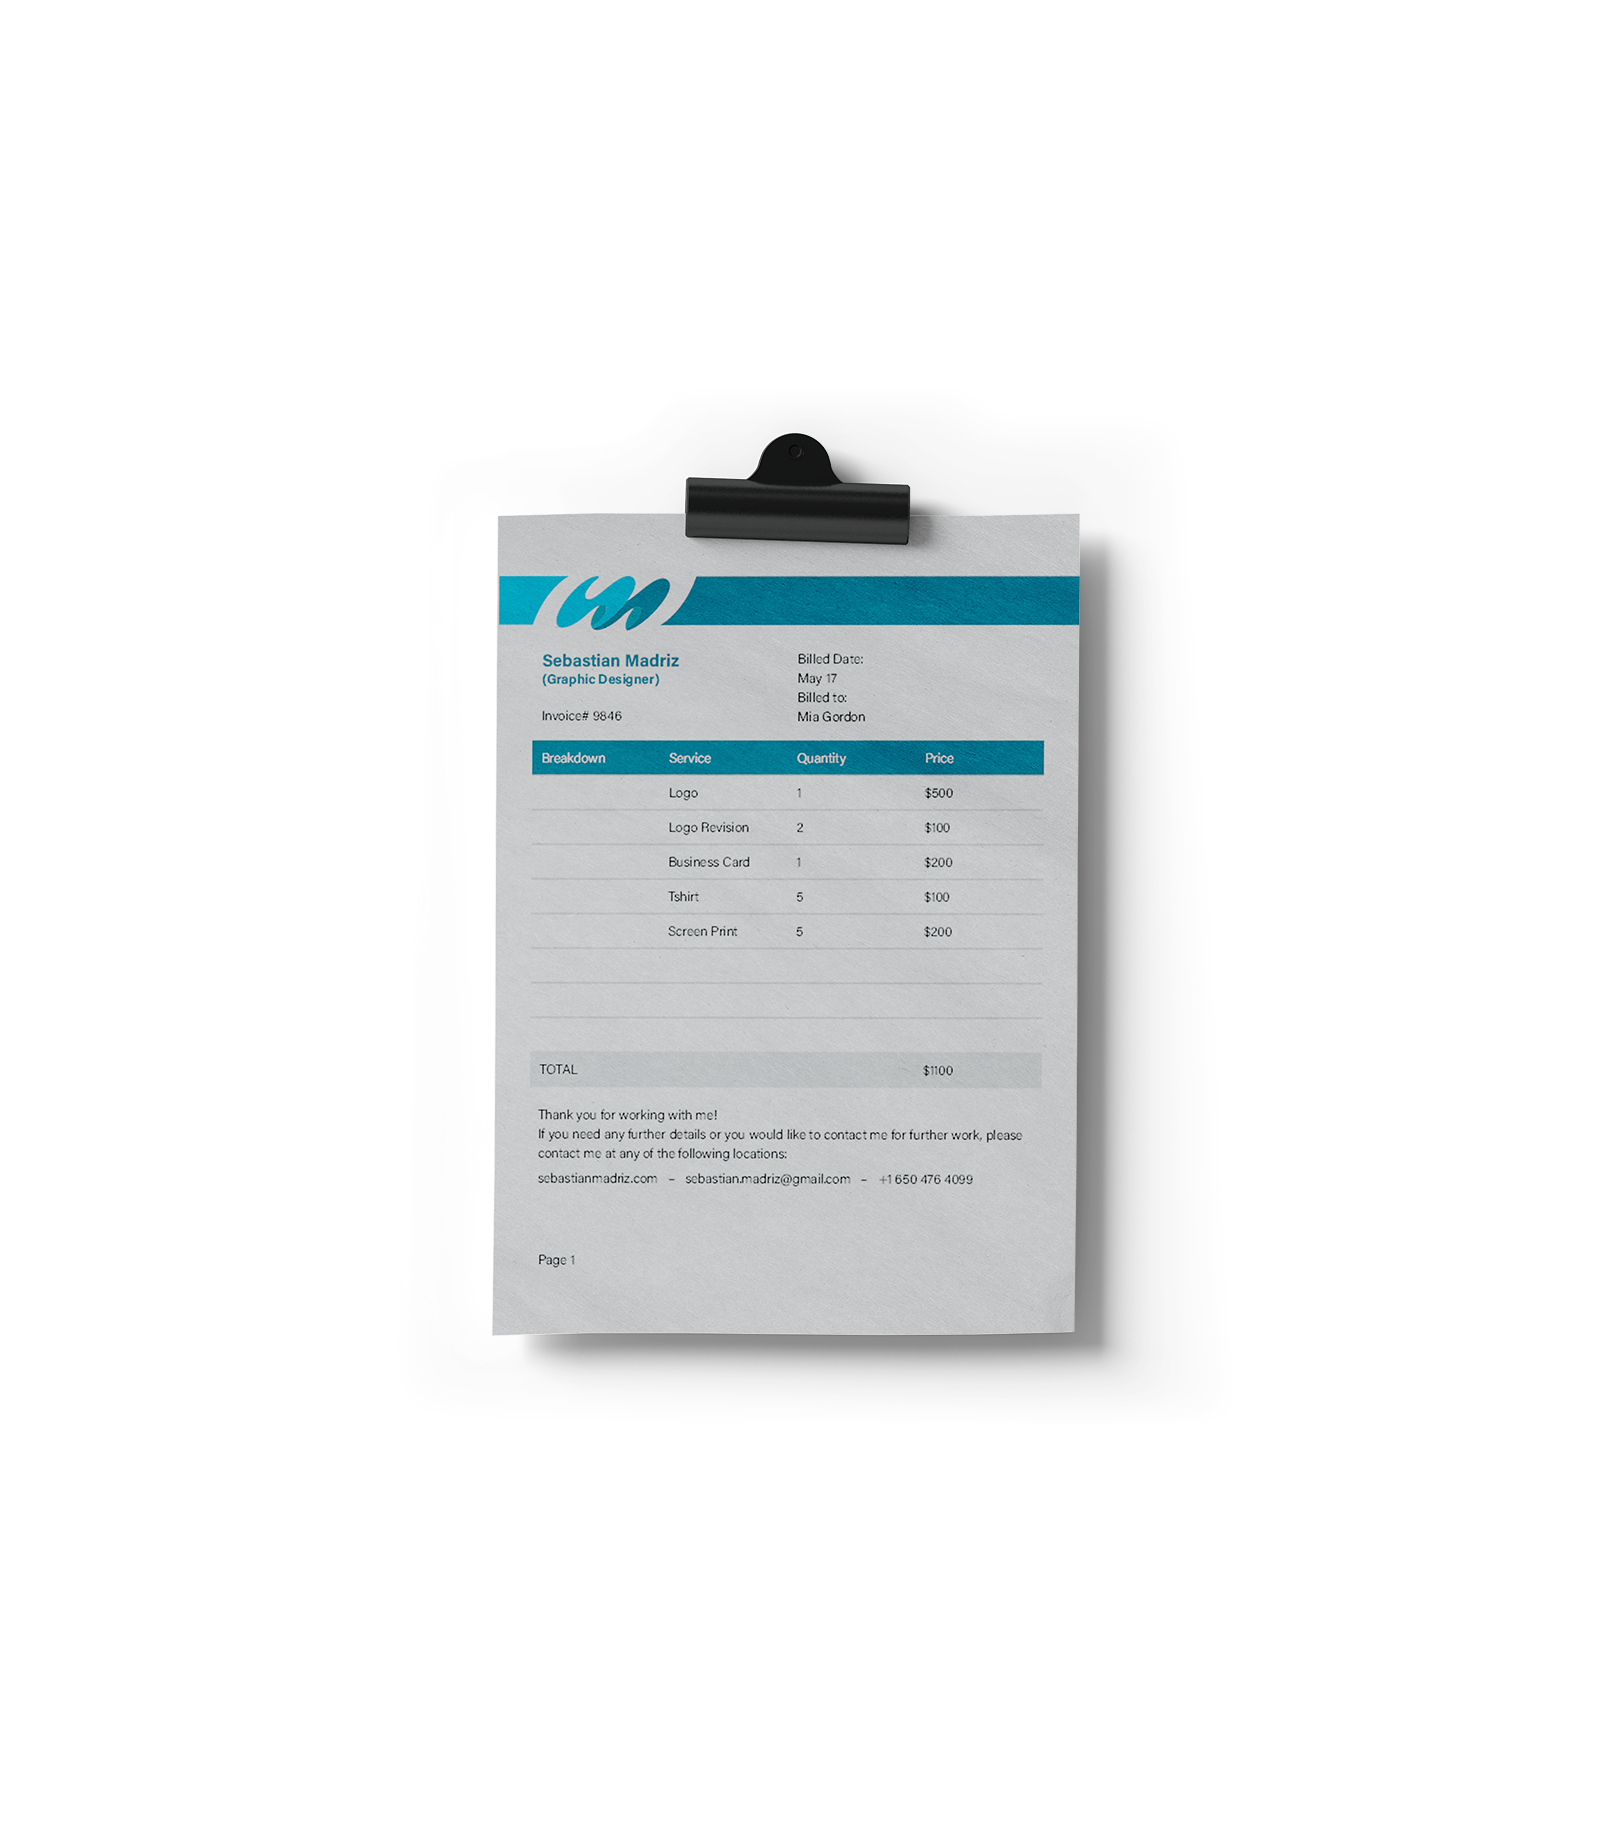 Sebastian Madriz
(Graphic Designer)
Invoice# 9846
Billed Date:
May 17
Billed to:
Mia Gordon
Breakdown Service Quantity Price
Logo 1 $500
Logo Revision 2 $100
Business Card 1 $200
Tshirt 5 $100
Screen Print 5 $200
TOTAL $1100
Thank you for working with me!
If you need any further details or you would like to contact me for further work, please
contact me at any of the following locations:
sebastianmadriz.com – sebastian.madriz@gmail.com – +1 650 476 4099
Page 1